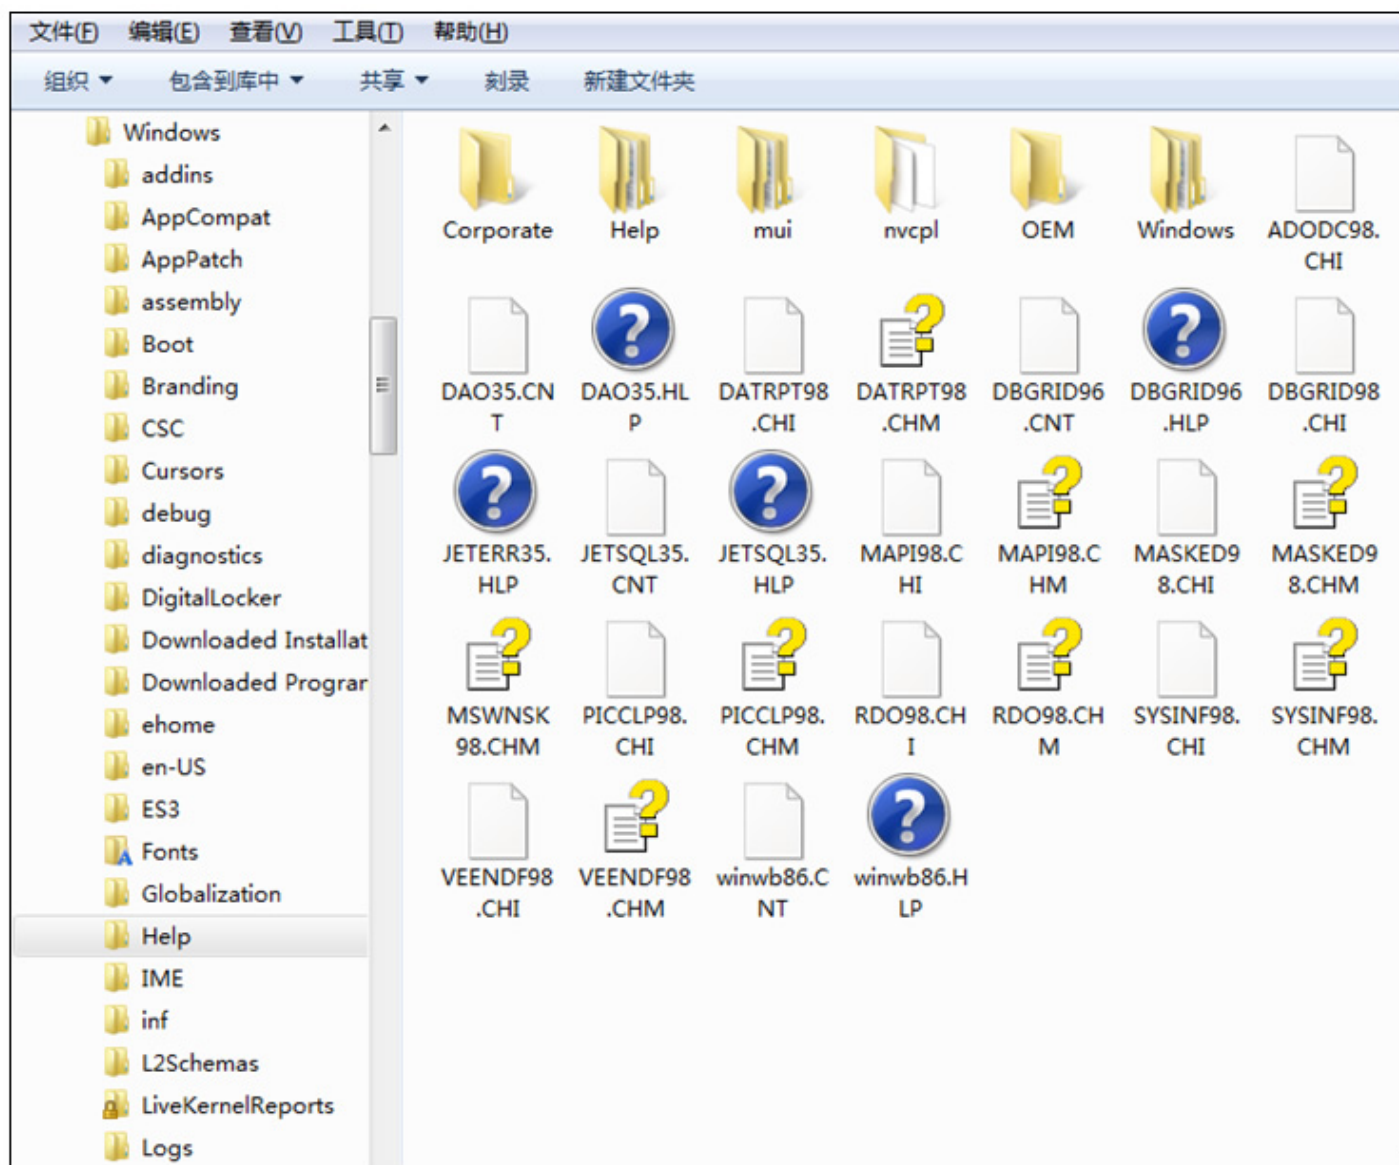 文件(F) 编辑(E) 查看(V) 工具(T) 帮助(H)
组织 包含到库中 共享 刻录 新建文件夹
Windows
addins
AppCompat
AppPatch
assembly
Boot
Branding
CSC
Cursors
debug
diagnostics
DigitalLocker
Downloaded Installat
Downloaded Prograr
ehome
en-US
ES3
Fonts
Globalization
Help
IME
inf
L2Schemas
LiveKernelReports
Logs
Corporate Help mui nvcpl OEM Windows ADODC98.
CHI
DAO35.CN DAO35.HL DATRPT98 DATRPT98 DBGRID96 DBGRID96 DBGRID98
T P .CHI .CHM .CNT .HLP .CHI
JETERR35. JETSQL35. JETSQL35. MAPI98.C MAPI98.C MASKED9 MASKED9
HLP CNT HLP HI HM 8.CHI 8.CHM
MSWNSK PICCLP98. PICCLP98. RDO98.CH RDO98.CH SYSINF98. SYSINF98.
98.CHM CHI CHM I M CHI CHM
VEENDF98 VEENDF98 winwb86.C winwb86.H
.CHI .CHM NT LP